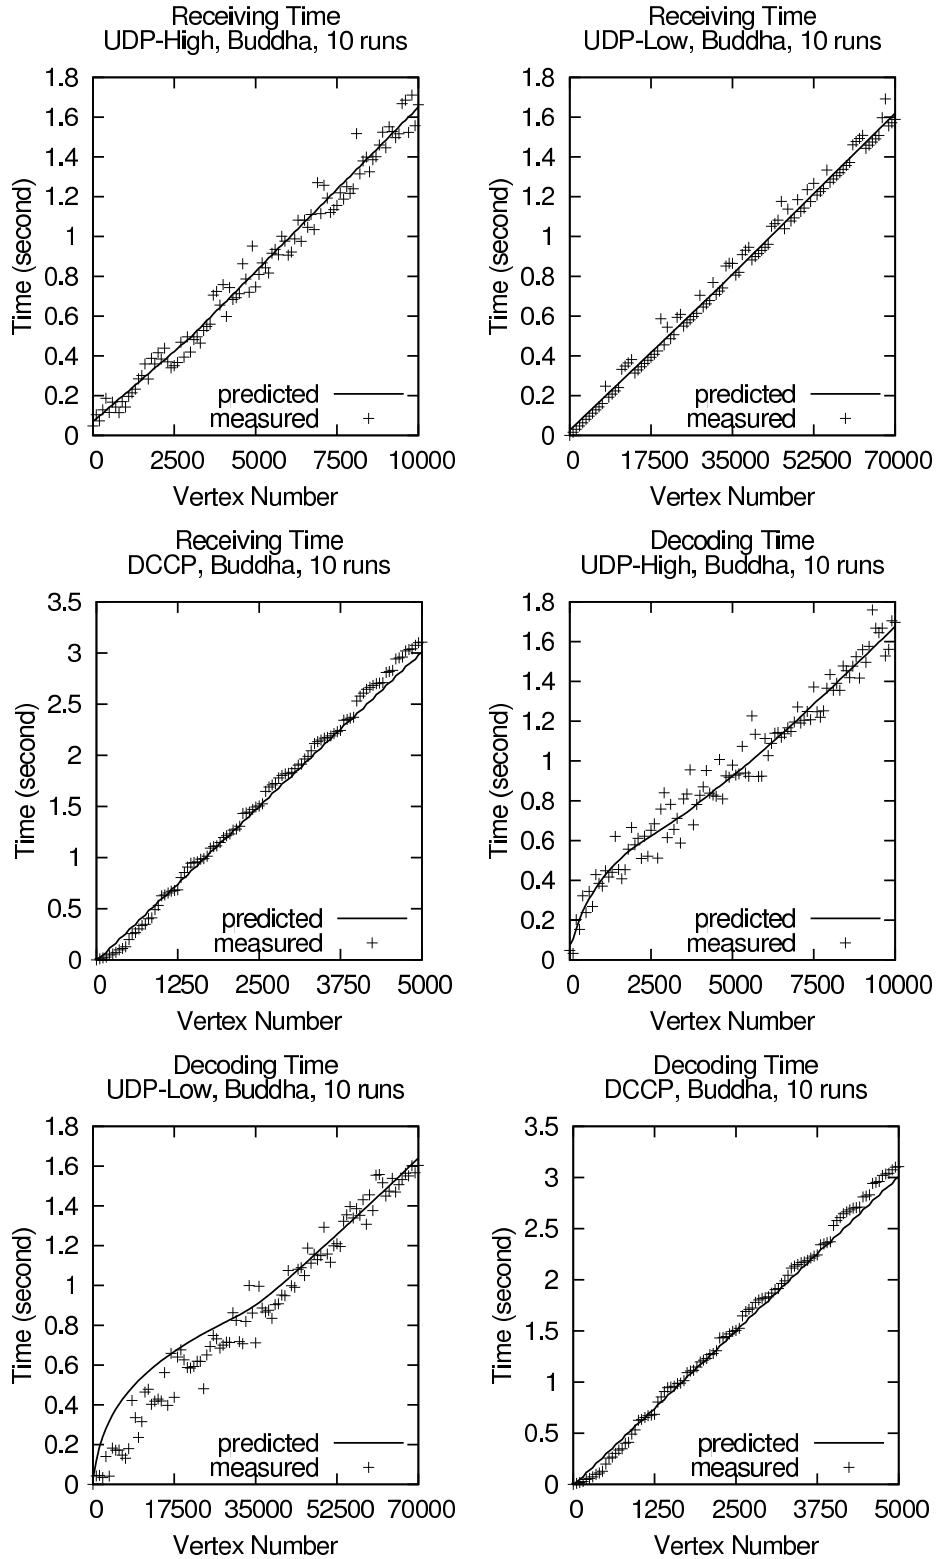 Receiving Time
UDP-High, Buddha, 10 runs
1.8
1.6
1.4
1.2
1
0.8
0.6
0.4
0.2
0
Time (second)
predicted
measured
0 2500 5000 7500 10000
Vertex Number
Receiving Time
UDP-Low, Buddha, 10 runs
1.8
1.6
1.4
1.2
1
0.8
0.6
0.4
0.2
0
Time (second)
predicted
measured
0 17500 35000 52500 70000
Vertex Number
Receiving Time
DCCP, Buddha, 10 runs
3.5
3
2.5
2
1.5
1
0.5
0
Time (second)
predicted
measured
0 1250 2500 3750 5000
Vertex Number
Decoding Time
UDP-High, Buddha, 10 runs
1.8
1.6
1.4
1.2
1
0.8
0.6
0.4
0.2
0
Time (second)
predicted
measured
0 2500 5000 7500 10000
Vertex Number
Decoding Time
UDP-Low, Buddha, 10 runs
1.8
1.6
1.4
1.2
1
0.8
0.6
0.4
0.2
0
Time (second)
predicted
measured
0 17500 35000 52500 70000
Vertex Number
Decoding Time
DCCP, Buddha, 10 runs
3.5
3
2.5
2
1.5
1
0.5
0
Time (second)
predicted
measured
0 1250 2500 3750 5000
Vertex Number